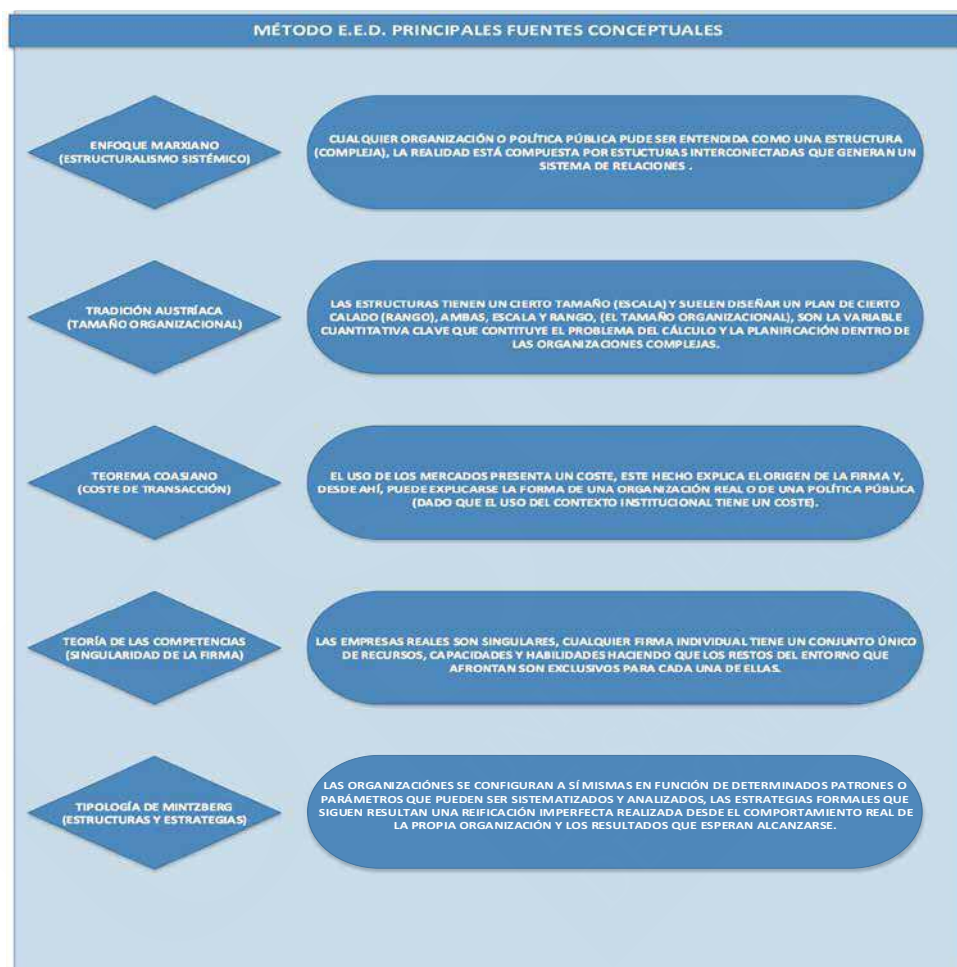 MÉTODO E.E.D. PRINCIPALES FUENTES CONCEPTUALES
ENFOQUE MARXIANO
(ESTRUCTURALISMO SISTÉMICO)
CUALQUIER ORGANIZACIÓN O POLÍTICA PÚBLICA PUDE SER ENTENDIDA COMO UNA ESTRUCTURA
(COMPLEJA), LA REALIDAD ESTÁ COMPUESTA POR ESTUCTURAS INTERCONECTADAS QUE GENERAN UN
SISTEMA DE RELACIONES .
TRADICIÓN AUSTRÍACA
(TAMAÑO ORGANIZACIONAL)
LAS ESTRUCTURAS TIENEN UN CIERTO TAMAÑO (ESCALA) Y SUELEN DISEÑAR UN PLAN DE CIERTO
CALADO (RANGO), AMBAS, ESCALA Y RANGO, (EL TAMAÑO ORGANIZACIONAL), SON LA VARIABLE
CUANTITATIVA CLAVE QUE CONTITUYE EL PROBLEMA DEL CÁLCULO Y LA PLANIFICACIÓN DENTRO DE
LAS ORGANIZACIONES COMPLEJAS.
TEOREMA COASIANO
(COSTE DE TRANSACCIÓN)
EL USO DE LOS MERCADOS PRESENTA UN COSTE, ESTE HECHO EXPLICA EL ORIGEN DE LA FIRMA Y,
DESDE AHÍ, PUEDE EXPLICARSE LA FORMA DE UNA ORGANIZACIÓN REAL O DE UNA POLÍTICA PÚBLICA
(DADO QUE EL USO DEL CONTEXTO INSTITUCIONAL TIENE UN COSTE).
TEORÍA DE LAS COMPETENCIAS
(SINGULARIDAD DE LA FIRMA)
LAS EMPRESAS REALES SON SINGULARES, CUALQUIER FIRMA INDIVIDUAL TIENE UN CONJUNTO ÚNICO
DE RECURSOS, CAPACIDADES Y HABILIDADES HACIENDO QUE LOS RESTOS DEL ENTORNO QUE
AFRONTAN SON EXCLUSIVOS PARA CADA UNA DE ELLAS.
TIPOLOGÍA DE MINTZBERG
(ESTRUCTURAS Y ESTRATEGIAS)
LAS ORGANIZACIÓNES SE CONFIGURAN A SÍ MISMAS EN FUNCIÓN DE DETERMINADOS PATRONES O
PARÁMETROS QUE PUEDEN SER SISTEMATIZADOS Y ANALIZADOS, LAS ESTRATEGIAS FORMALES QUE
SIGUEN RESULTAN UNA REIFICACIÓN IMPERFECTA REALIZADA DESDE EL COMPORTAMIENTO REAL DE
LA PROPIA ORGANIZACIÓN Y LOS RESULTADOS QUE ESPERAN ALCANZARSE.